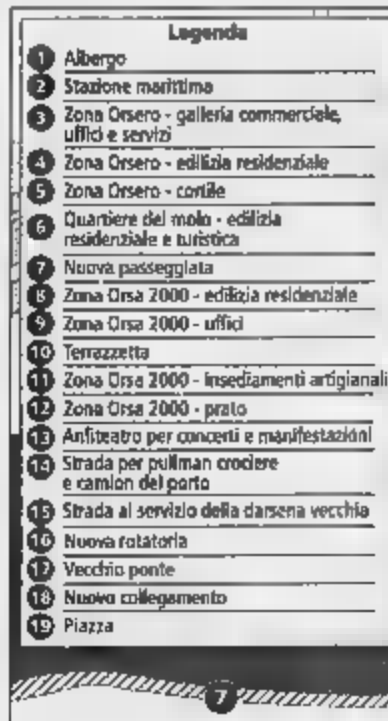 Legenda
1 Albergo
2 Stazione marittima
3 Zona Orsero - galleria commerciale,
uffici e servizi
4 Zona Orsero - edilizia residenziale
5 Zona Orsero - cortile
6 Quartiere del molo - edilizia
residenziale e turistica
7 Nuova passeggiata
8 Zona Orsa 2000 - edilizia residenziale
9 Zona Orsa 2000 - uffici
10 Terrazzetta
11 Zona Orsa 2000 - insediamenti artigianali
12 Zona Orsa 2000 - prato
13 Anfiteatro per concerti e manifestazioni
14 Strada per pullman crociere
e camion del porto
15 Strada al servizio della darsena vecchia
16 Nuova rotatoria
17 Vecchio ponte
18 Nuovo collegamento
19 Piazza
7